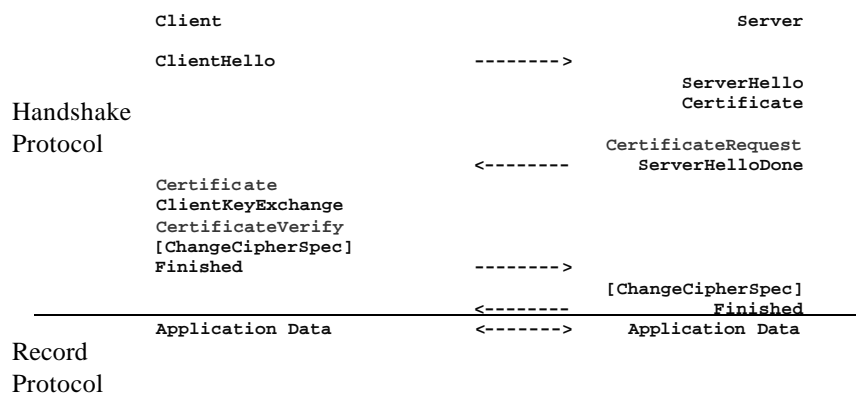 Client Server
ClientHello -------->
ServerHello
Handshake Certificate
Protocol CertificateRequest
<-------- ServerHelloDone
Certificate
ClientKeyExchange
CertificateVerify
[ChangeCipherSpec]
Finished -------->
[ChangeCipherSpec]
<-------- Finished
Application Data <-------> Application Data
Record
Protocol